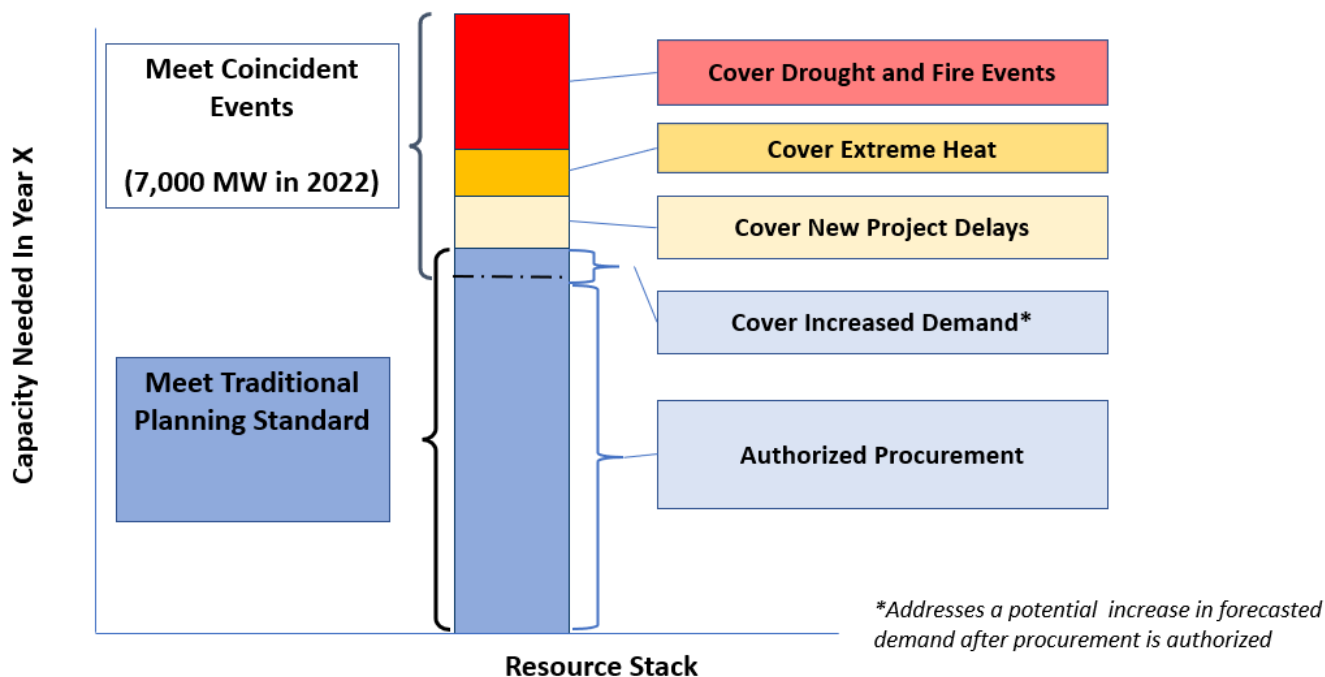 Capacity Needed In Year X
Meet Coincident
Events
(7,000 MW in 2022)
Meet Traditional
Planning Standard
Cover Drought and Fire Events
Cover Extreme Heat
Cover New Project Delays
Cover Increased Demand*
Authorized Procurement
*Addresses a potential increase in forecasted
demand after procurement is authorized
Resource Stack